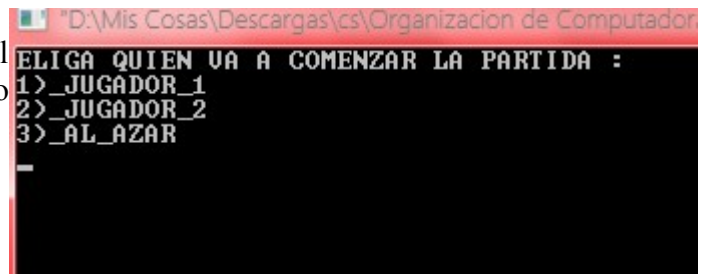 "D:\Mis Cosas\Descargas\cs\Organizacion de Computador
l
o
ELIGA QUIEN VA A COMENZAR LA PARTIDA :
1)_JUGADOR_1
2)_JUGADOR_2
3)_AL_AZAR